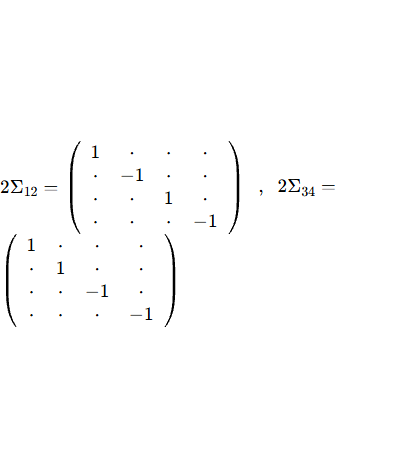 2Σ₁₂ = ( 1 · · ·
· −1 · ·
· · 1 ·
· · · −1 ) , 2Σ₃₄ =
( 1 · · ·
· 1 · ·
· · −1 ·
· · · −1 )